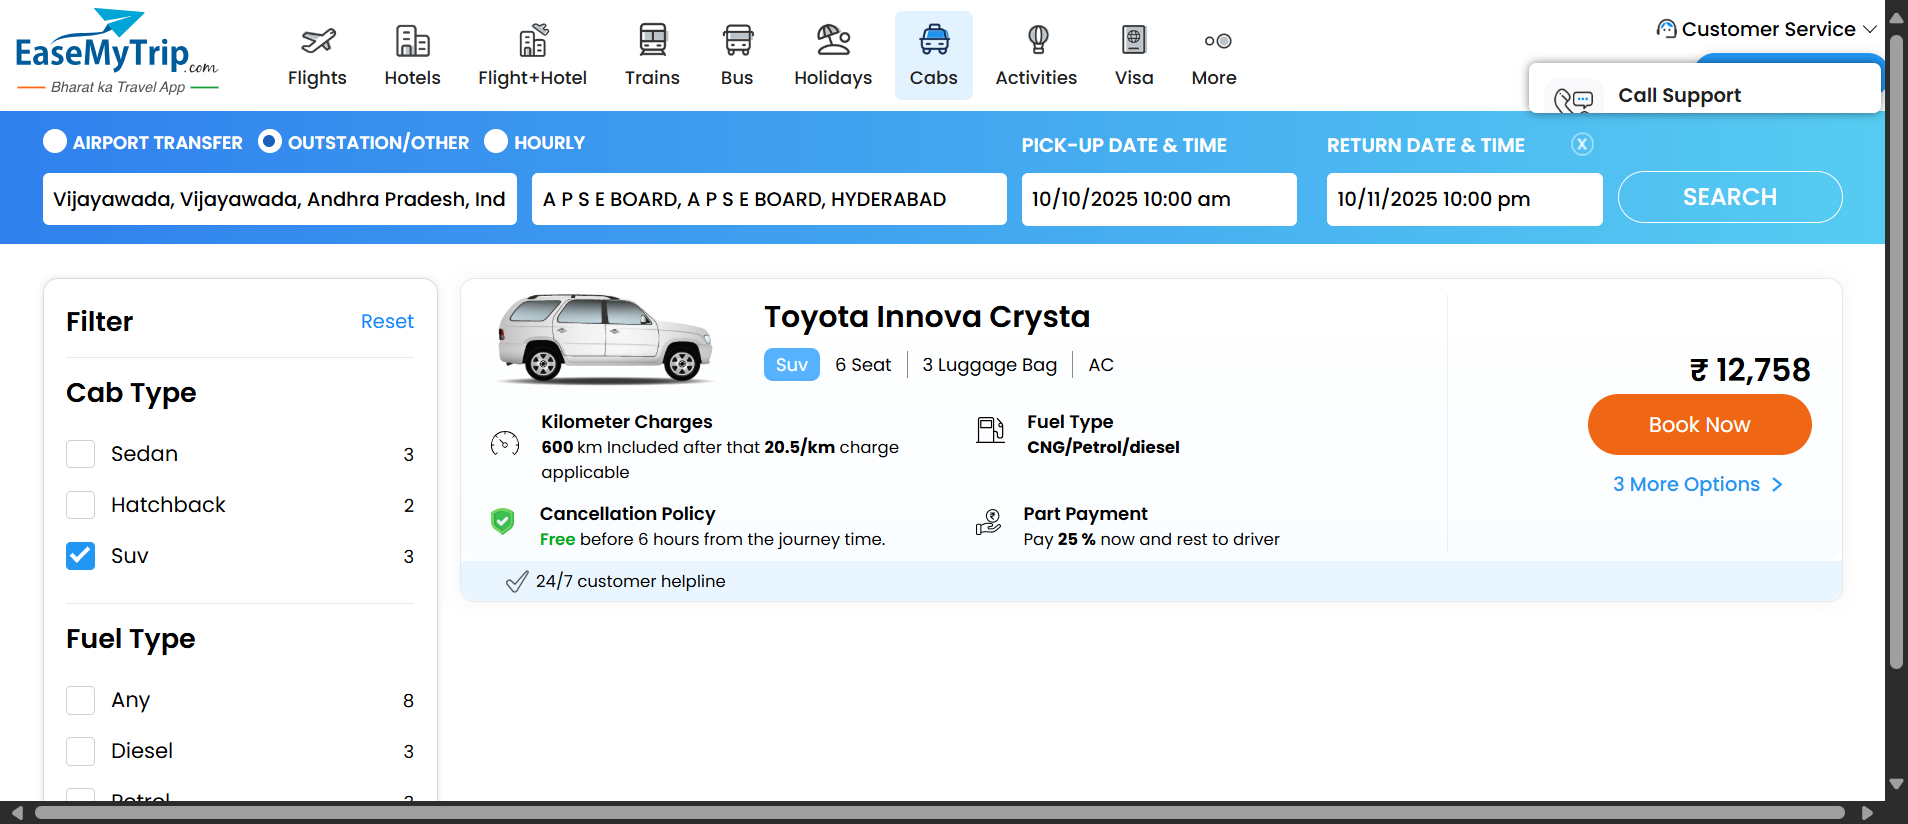 EaseMyTrip.com
Bharat ka Travel App
Flights
Hotels
Flight+Hotel
Trains
Bus
Holidays
Cabs
Activities
Visa
More
Customer Service
Call Support
AIRPORT TRANSFER
OUTSTATION/OTHER
HOURLY
PICK-UP DATE & TIME
RETURN DATE & TIME
X
Vijayawada, Vijayawada, Andhra Pradesh, Ind
A P S E BOARD, A P S E BOARD, HYDERABAD
10/10/2025 10:00 am
10/11/2025 10:00 pm
SEARCH
Filter
Reset
Cab Type
Sedan 3
Hatchback 2
Suv 3
Fuel Type
Any 8
Diesel 3
Petrol
Toyota Innova Crysta
Suv
6 Seat
3 Luggage Bag
AC
Kilometer Charges
600 km Included after that 20.5/km charge
applicable
Fuel Type
CNG/Petrol/diesel
Cancellation Policy
Free before 6 hours from the journey time.
Part Payment
Pay 25 % now and rest to driver
24/7 customer helpline
₹ 12,758
Book Now
3 More Options